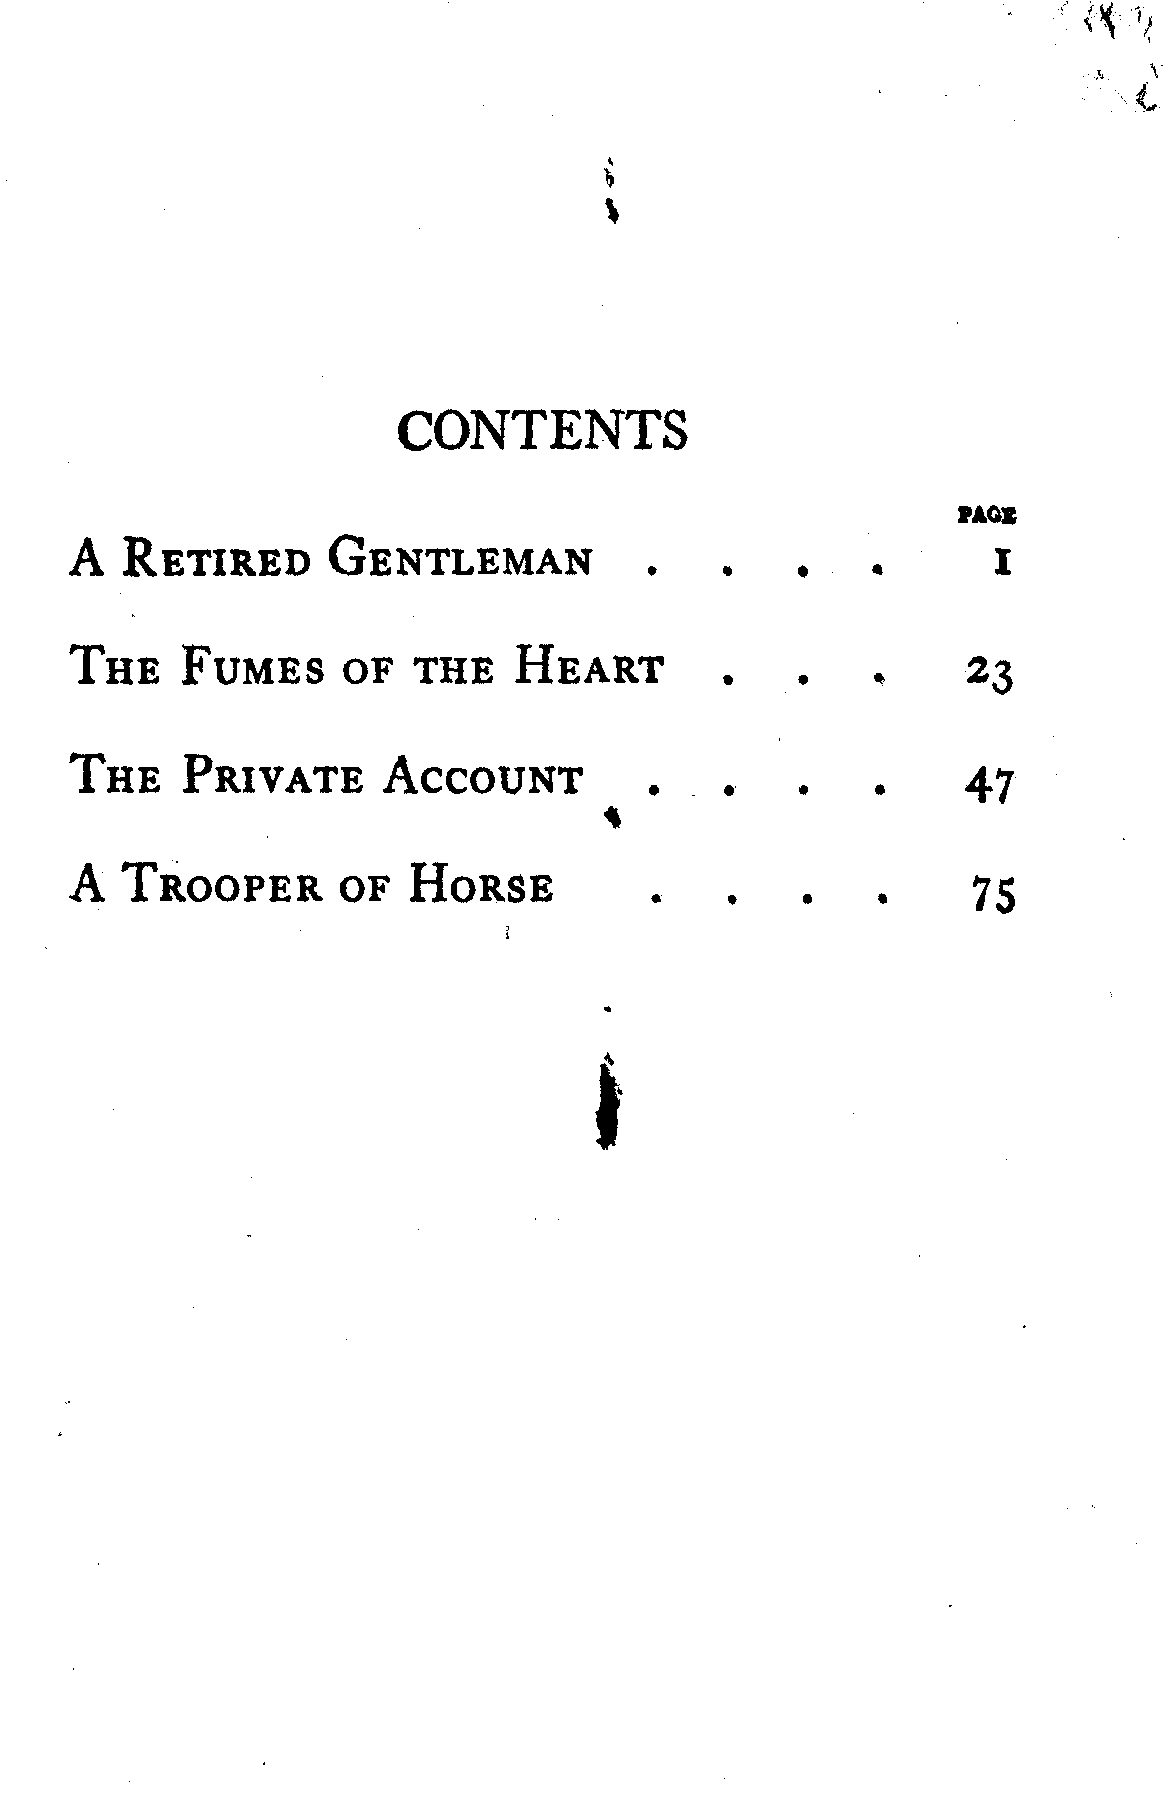 CONTENTS
PAGE
A RETIRED GENTLEMAN . . . . 1
THE FUMES OF THE HEART . . . 23
THE PRIVATE ACCOUNT . . . . 47
A TROOPER OF HORSE . . . . 75